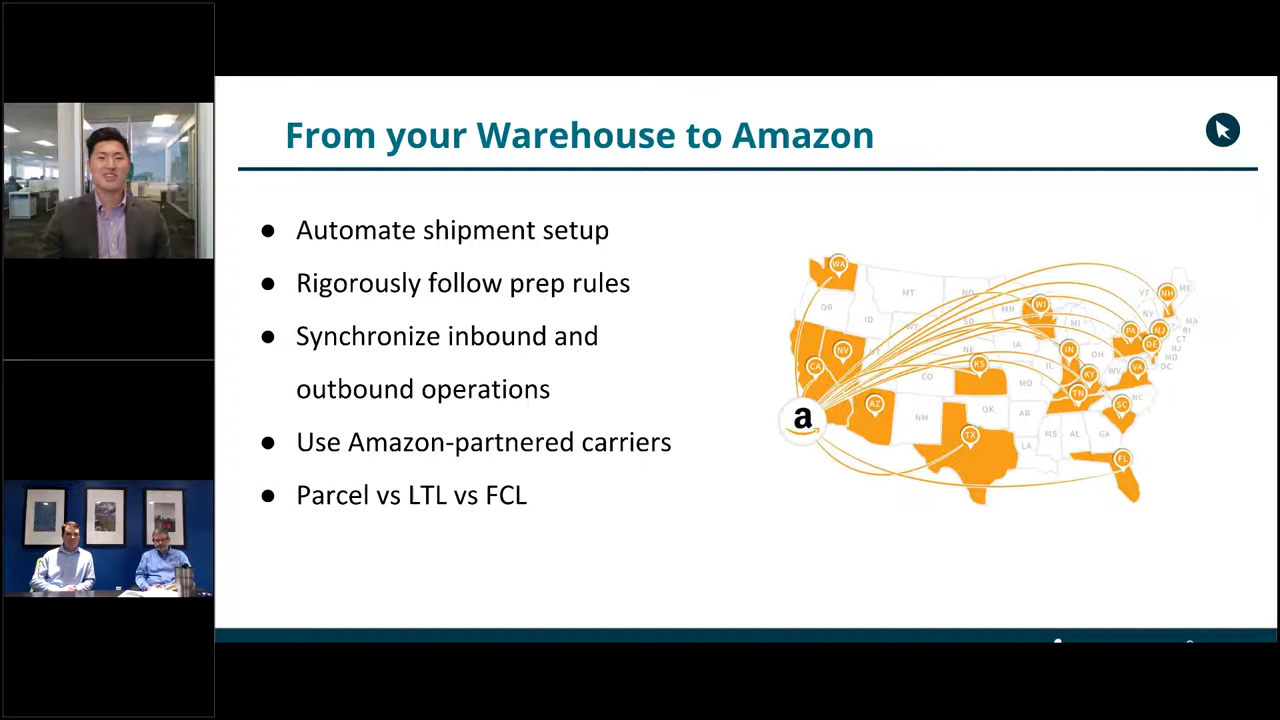 From your Warehouse to Amazon
● Automate shipment setup
● Rigorously follow prep rules
● Synchronize inbound and
outbound operations
● Use Amazon-partnered carriers
● Parcel vs LTL vs FCL
WA
MT
ND
OR
ID
MN
WI
MI
VT
NH
ME
NY
MA
RI
CT
NJ
MD
DC
WY
SD
IA
PA
NJ
DE
NV
UT
NE
IL
IN
OH
WV
VA
CA
CO
KS
MO
KY
NC
AZ
NM
OK
AR
TN
SC
a
TX
LA
MS
AL
GA
FL